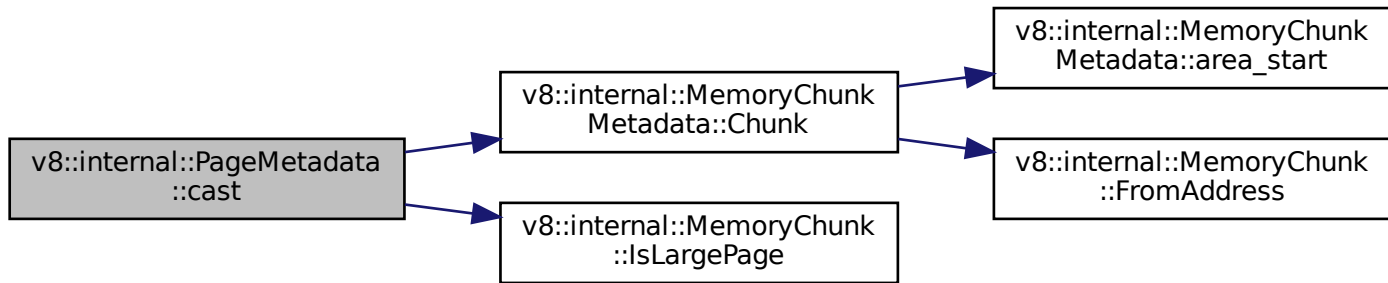 v8::internal::PageMetadata
::cast
v8::internal::MemoryChunk
Metadata::Chunk
v8::internal::MemoryChunk
::IsLargePage
v8::internal::MemoryChunk
Metadata::area_start
v8::internal::MemoryChunk
::FromAddress